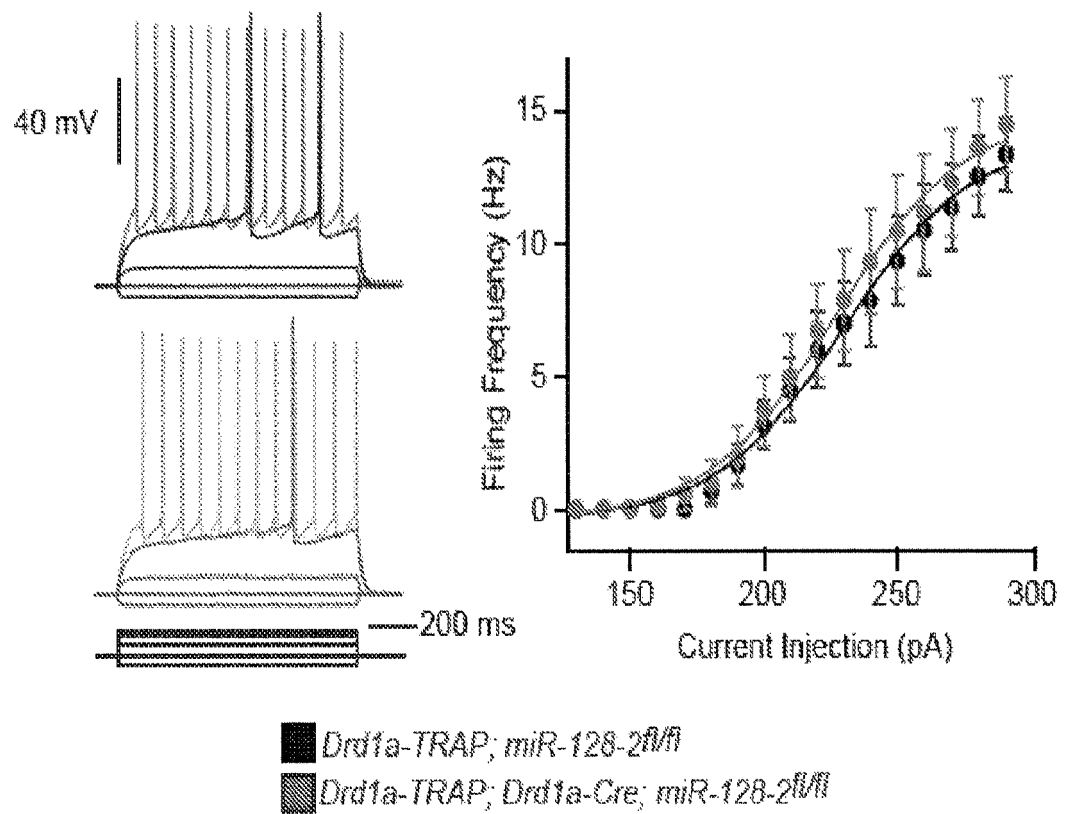 40 mV
200 ms
Firing Frequency (Hz)
15
10
5
0
150 200 250 300
Current Injection (pA)
Drd1a-TRAP; miR-128-2fl/fl
Drd1a-TRAP; Drd1a-Cre; miR-128-2fl/fl